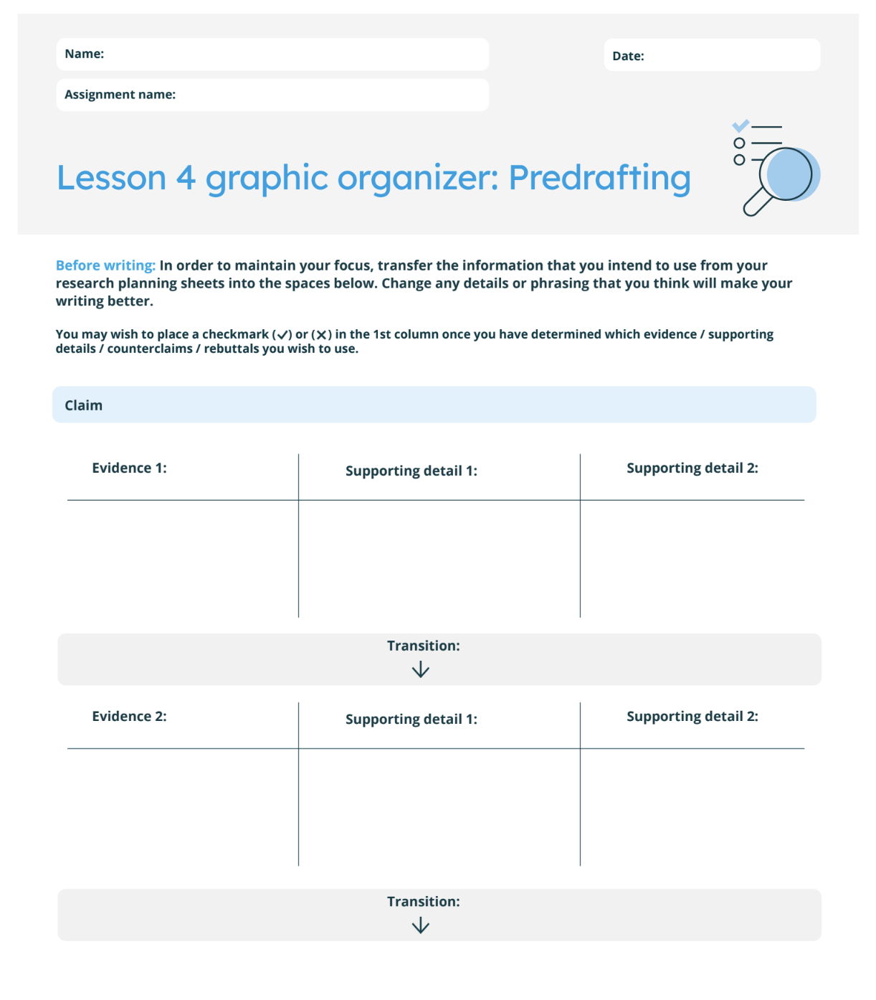 Name:
Date:
Assignment name:
Lesson 4 graphic organizer: Predrafting
Before writing: In order to maintain your focus, transfer the information that you intend to use from your
research planning sheets into the spaces below. Change any details or phrasing that you think will make your
writing better.
You may wish to place a checkmark (✓) or (✕) in the 1st column once you have determined which evidence / supporting
details / counterclaims / rebuttals you wish to use.
Claim
Evidence 1:
Supporting detail 1:
Supporting detail 2:
Transition:
Evidence 2:
Supporting detail 1:
Supporting detail 2:
Transition: